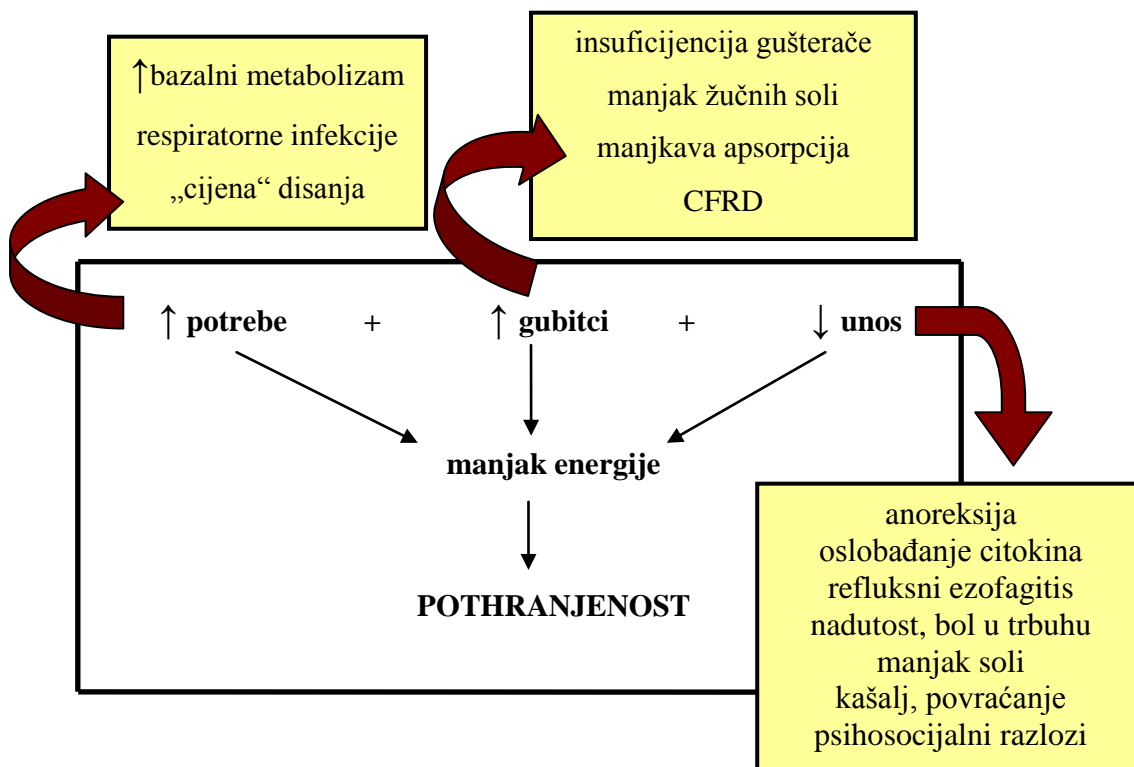 ↑bazalni metabolizam
respiratorne infekcije
„cijena“ disanja
insuficijencija gušterače
manjak žučnih soli
manjkava apsorpcija
CFRD
↑ potrebe + ↑ gubitci + ↓ unos
manjak energije
POTHRANJENOST
anoreksija
oslobađanje citokina
refluksni ezofagitis
nadutost, bol u trbuhu
manjak soli
kašalj, povraćanje
psihosocijalni razlozi